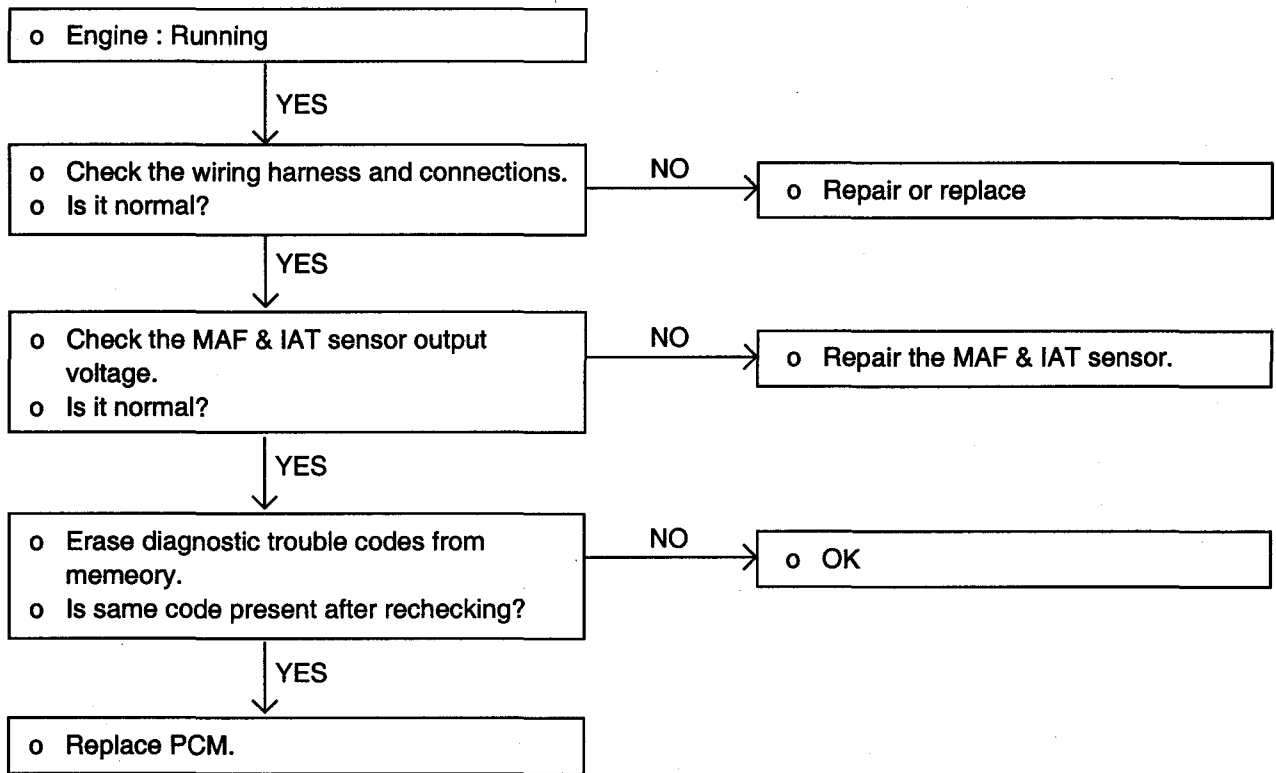 o Engine : Running
YES
o Check the wiring harness and connections.
o Is it normal?
NO
o Repair or replace
YES
o Check the MAF & IAT sensor output
voltage.
o Is it normal?
NO
o Repair the MAF & IAT sensor.
YES
o Erase diagnostic trouble codes from
memeory.
o Is same code present after rechecking?
NO
o OK
YES
o Replace PCM.